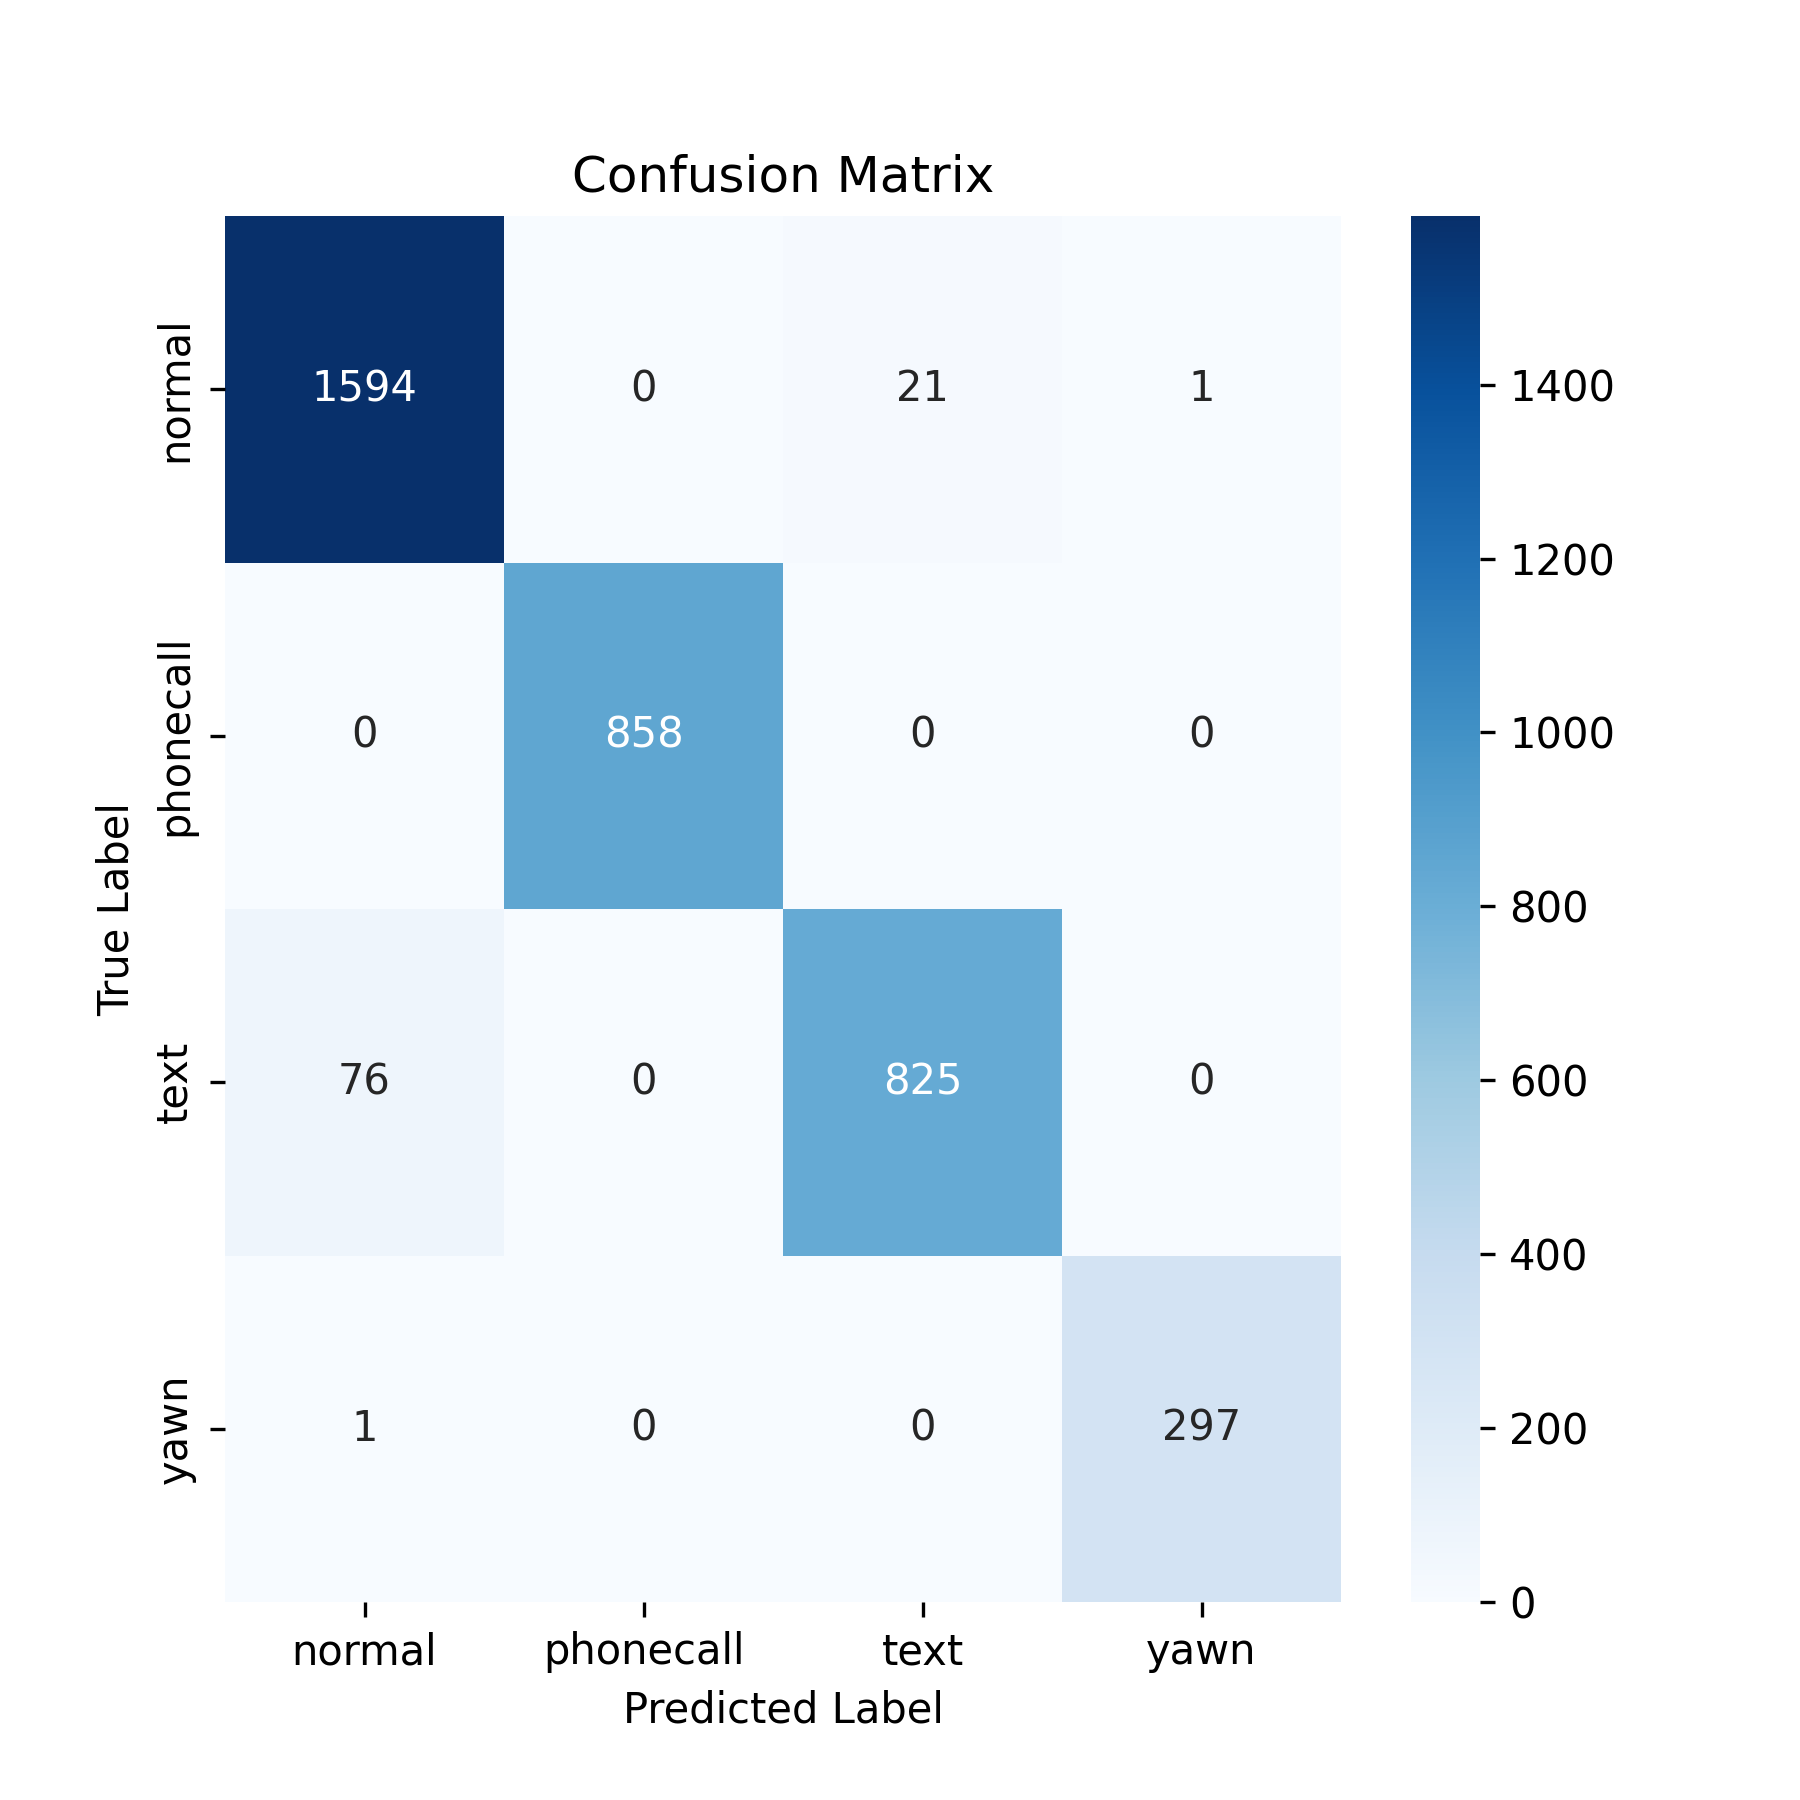 Confusion Matrix
normal 1594 0 21 1
phonecall 0 858 0 0
text 76 0 825 0
yawn 1 0 0 297
True Label
normal phonecall text yawn
Predicted Label
1400
1200
1000
800
600
400
200
0